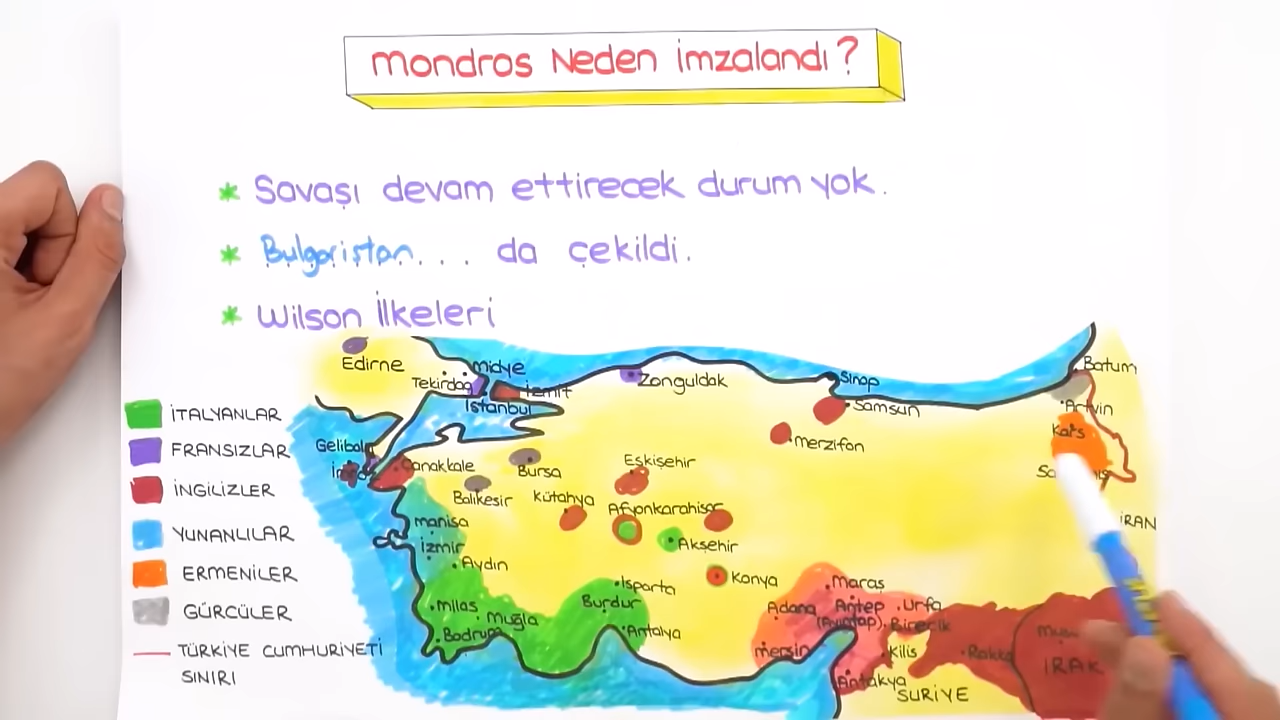 Mondros Neden İmzalandı?
* Savaşı devam ettirecek durum yok.
* Bulgaristan... da çekildi.
* Wilson İlkeleri
Edirne
Midye
Tekirdağ
İzmit
İstanbul
Zonguldak
Sinop
Samsun
Merzifon
Batum
Artvin
Kars
İRAN
Gelibolu
Çanakkale
Bursa
Balıkesir
Kütahya
Eskişehir
Afyonkarahisar
Akşehir
Manisa
İzmir
Aydın
Isparta
Konya
Milas
Muğla
Burdur
Bodrum
Antalya
Maraş
Adana
Antep
Urfa
(Ayıntap)
Birecik
Mersin
Kilis
Rakka
IRAK
Antakya
SURİYE
İTALYANLAR
FRANSIZLAR
İNGİLİZLER
YUNANLILAR
ERMENİLER
GÜRCÜLER
TÜRKİYE CUMHURİYETİ
SINIRI